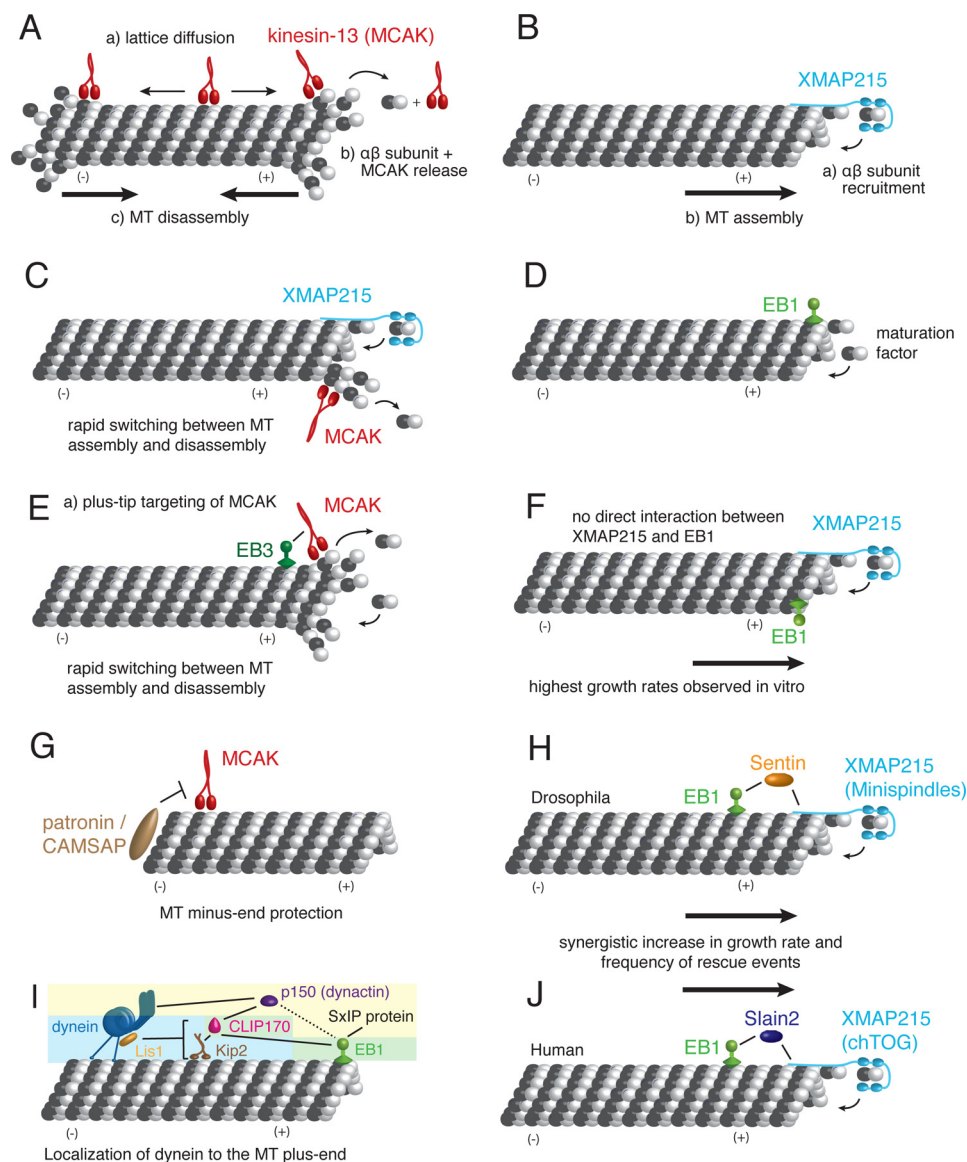 A
a) lattice diffusion
kinesin-13 (MCAK)
+
b) αβ subunit +
MCAK release
(-)
(+)
c) MT disassembly
B
XMAP215
(-)
(+)
a) αβ subunit
recruitment
b) MT assembly
C
XMAP215
(-)
(+)
rapid switching between MT
assembly and disassembly
MCAK
D
EB1
maturation
factor
(-)
(+)
E
a) plus-tip targeting of MCAK
MCAK
EB3
(-)
(+)
rapid switching between MT
assembly and disassembly
F
no direct interaction between
XMAP215 and EB1
XMAP215
(-)
(+)
EB1
highest growth rates observed in vitro
G
MCAK
patronin /
CAMSAP
(-)
(+)
MT minus-end protection
H
Sentin
Drosophila
EB1
XMAP215
(Minispindles)
(-)
(+)
synergistic increase in growth rate and
frequency of rescue events
I
p150 (dynactin)
SxIP protein
dynein
CLIP170
Lis1
Kip2
EB1
(-)
(+)
Localization of dynein to the MT plus-end
J
Slain2
Human
EB1
XMAP215
(chTOG)
(-)
(+)